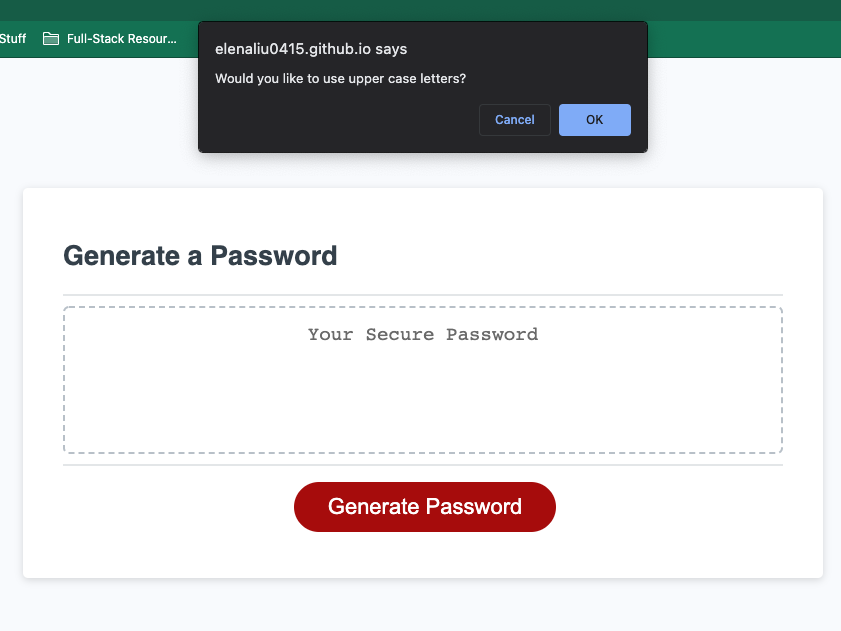 Stuff
Full-Stack Resour...
elenaliu0415.github.io says
Would you like to use upper case letters?
Cancel
OK
Generate a Password
Your Secure Password
Generate Password